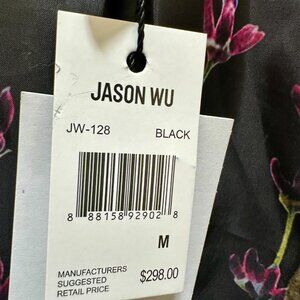 JASON WU
JW-128 BLACK
8 88158 92902 8
M
MANUFACTURERS
SUGGESTED
RETAIL PRICE $298.00